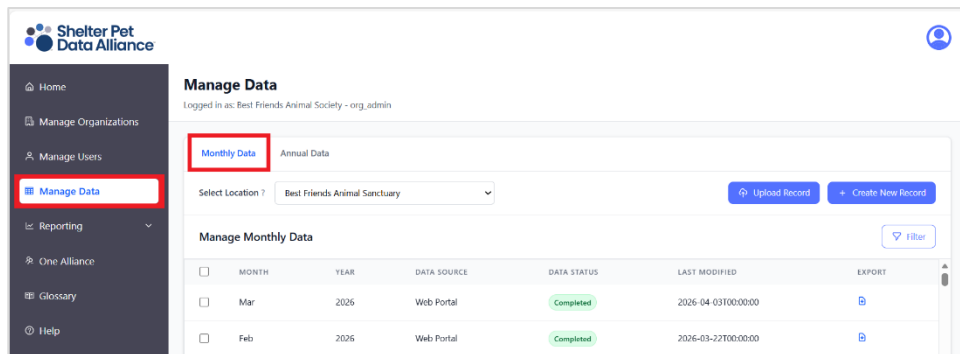 Shelter Pet
Data Alliance
Home
Manage Organizations
Manage Users
Manage Data
Reporting
One Alliance
Glossary
Help
Manage Data
Logged in as: Best Friends Animal Society - org_admin
Monthly Data Annual Data
Select Location ? Best Friends Animal Sanctuary Upload Record + Create New Record
Manage Monthly Data Filter
MONTH YEAR DATA SOURCE DATA STATUS LAST MODIFIED EXPORT
Mar 2026 Web Portal Completed 2026-04-03T00:00:00
Feb 2026 Web Portal Completed 2026-03-22T00:00:00